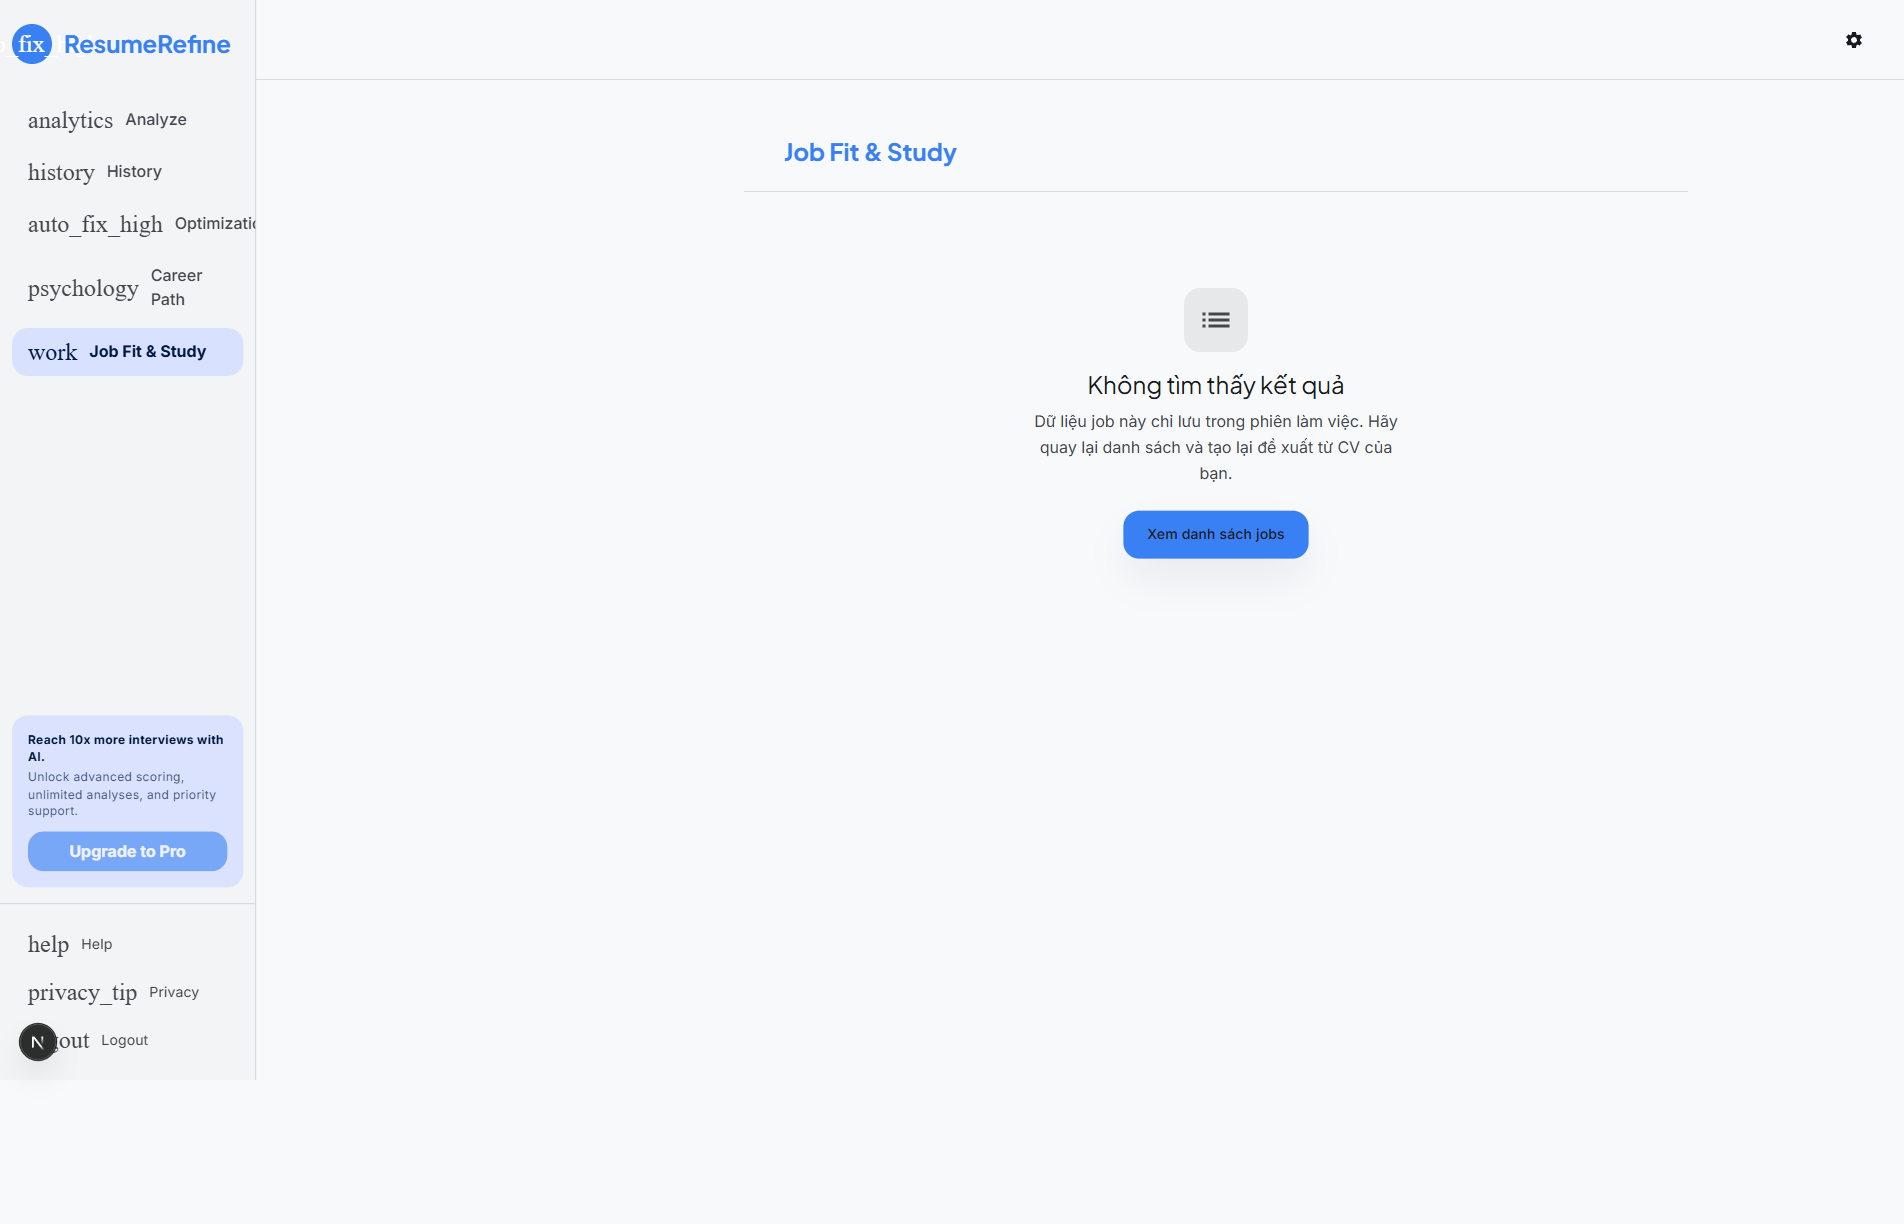 fix ResumeRefine
analytics Analyze
history History
auto_fix_high Optimizatio
psychology Career
Path
work Job Fit & Study
Reach 10x more interviews with
AI.
Unlock advanced scoring,
unlimited analyses, and priority
support.
Upgrade to Pro
help Help
privacy_tip Privacy
N gout Logout
Job Fit & Study
Không tìm thấy kết quả
Dữ liệu job này chỉ lưu trong phiên làm việc. Hãy
quay lại danh sách và tạo lại đề xuất từ CV của
bạn.
Xem danh sách jobs